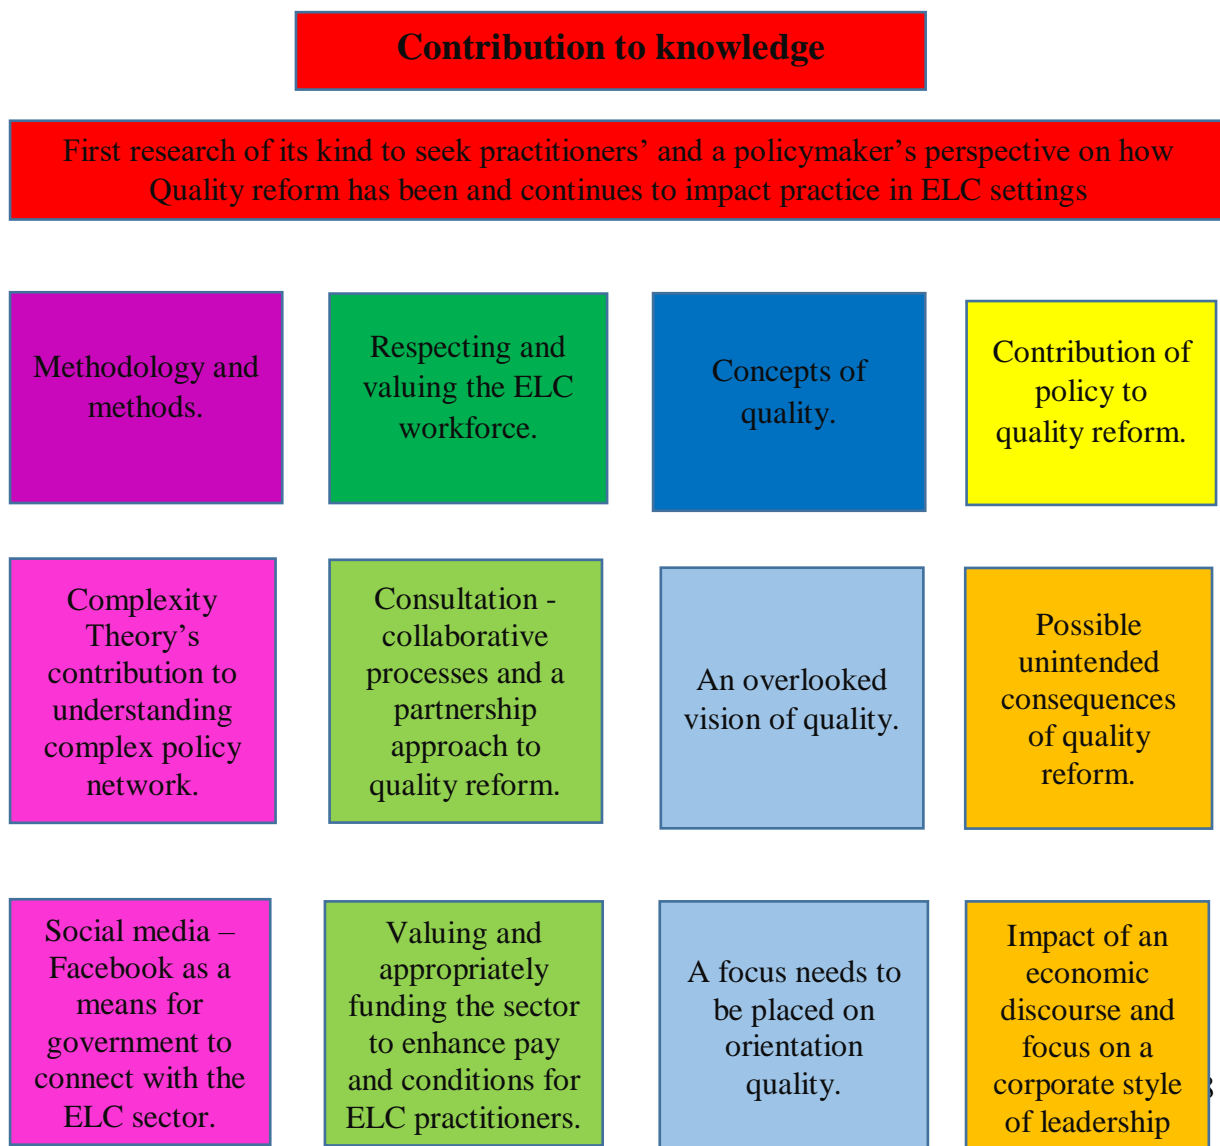 Contribution to knowledge
First research of its kind to seek practitioners’ and a policymaker’s perspective on how
Quality reform has been and continues to impact practice in ELC settings
Methodology and
methods.
Respecting and
valuing the ELC
workforce.
Concepts of
quality.
Contribution of
policy to
quality reform.
Complexity
Theory’s
contribution to
understanding
complex policy
network.
Consultation -
collaborative
processes and a
partnership
approach to
quality reform.
An overlooked
vision of quality.
Possible
unintended
consequences
of quality
reform.
Social media –
Facebook as a
means for
government to
connect with the
ELC sector.
Valuing and
appropriately
funding the sector
to enhance pay
and conditions for
ELC practitioners.
A focus needs to
be placed on
orientation
quality.
Impact of an
economic
discourse and
focus on a
corporate style
of leadership